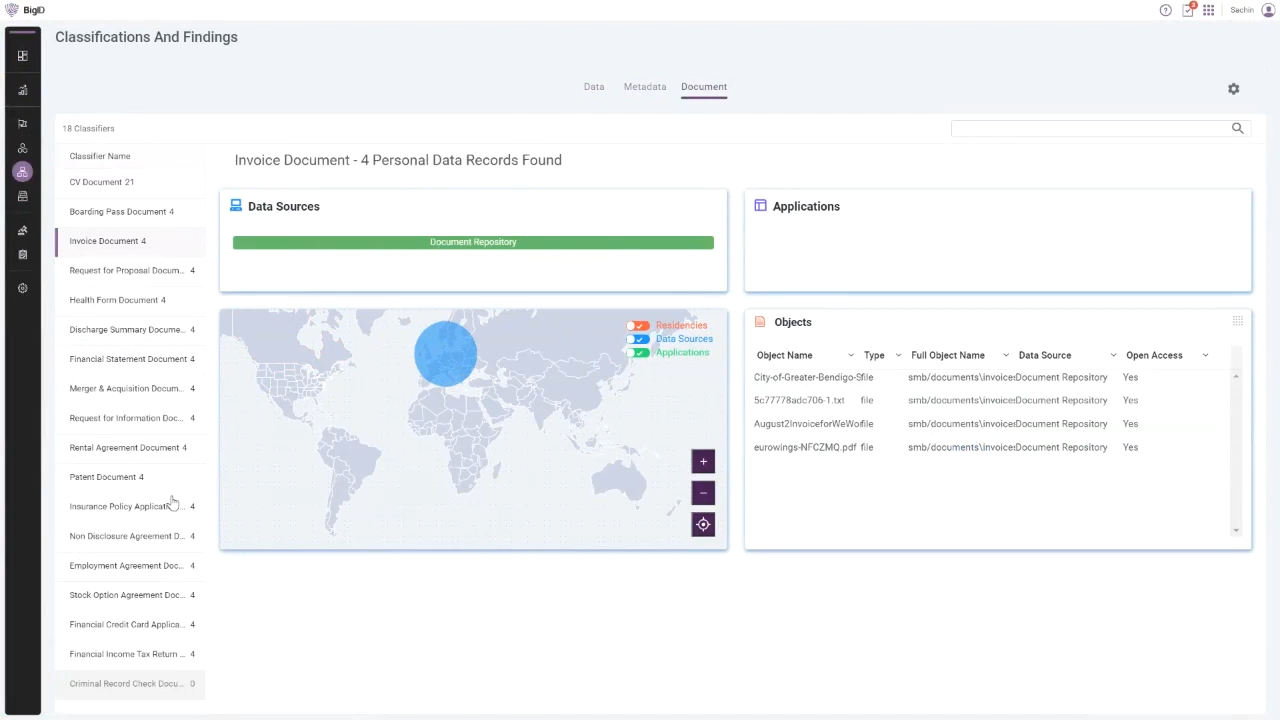 BigID
3
Sachin
Classifications And Findings
Data Metadata Document
18 Classifiers
Classifier Name
CV Document 21
Boarding Pass Document 4
Invoice Document 4
Request for Proposal Docum... 4
Health Form Document 4
Discharge Summary Docume... 4
Financial Statement Document 4
Merger & Acquisition Docum... 4
Request for Information Doc... 4
Rental Agreement Document 4
Patent Document 4
Insurance Policy Applicati... 4
Non Disclosure Agreement D... 4
Employment Agreement Doc... 4
Stock Option Agreement Doc... 4
Financial Credit Card Applica... 4
Financial Income Tax Return ... 4
Criminal Record Check Docu... 0
Invoice Document - 4 Personal Data Records Found
Data Sources
Document Repository
Applications
Residencies
Data Sources
Applications
+
−
Objects
Object Name Type Full Object Name Data Source Open Access
City-of-Greater-Bendigo-S file smb/documents\invoices Document Repository Yes
5c77778adc706-1.txt file smb/documents\invoices Document Repository Yes
August2InvoiceforWeWo file smb/documents\invoices Document Repository Yes
eurowings-NFCZMQ.pdf file smb/documents\invoices Document Repository Yes